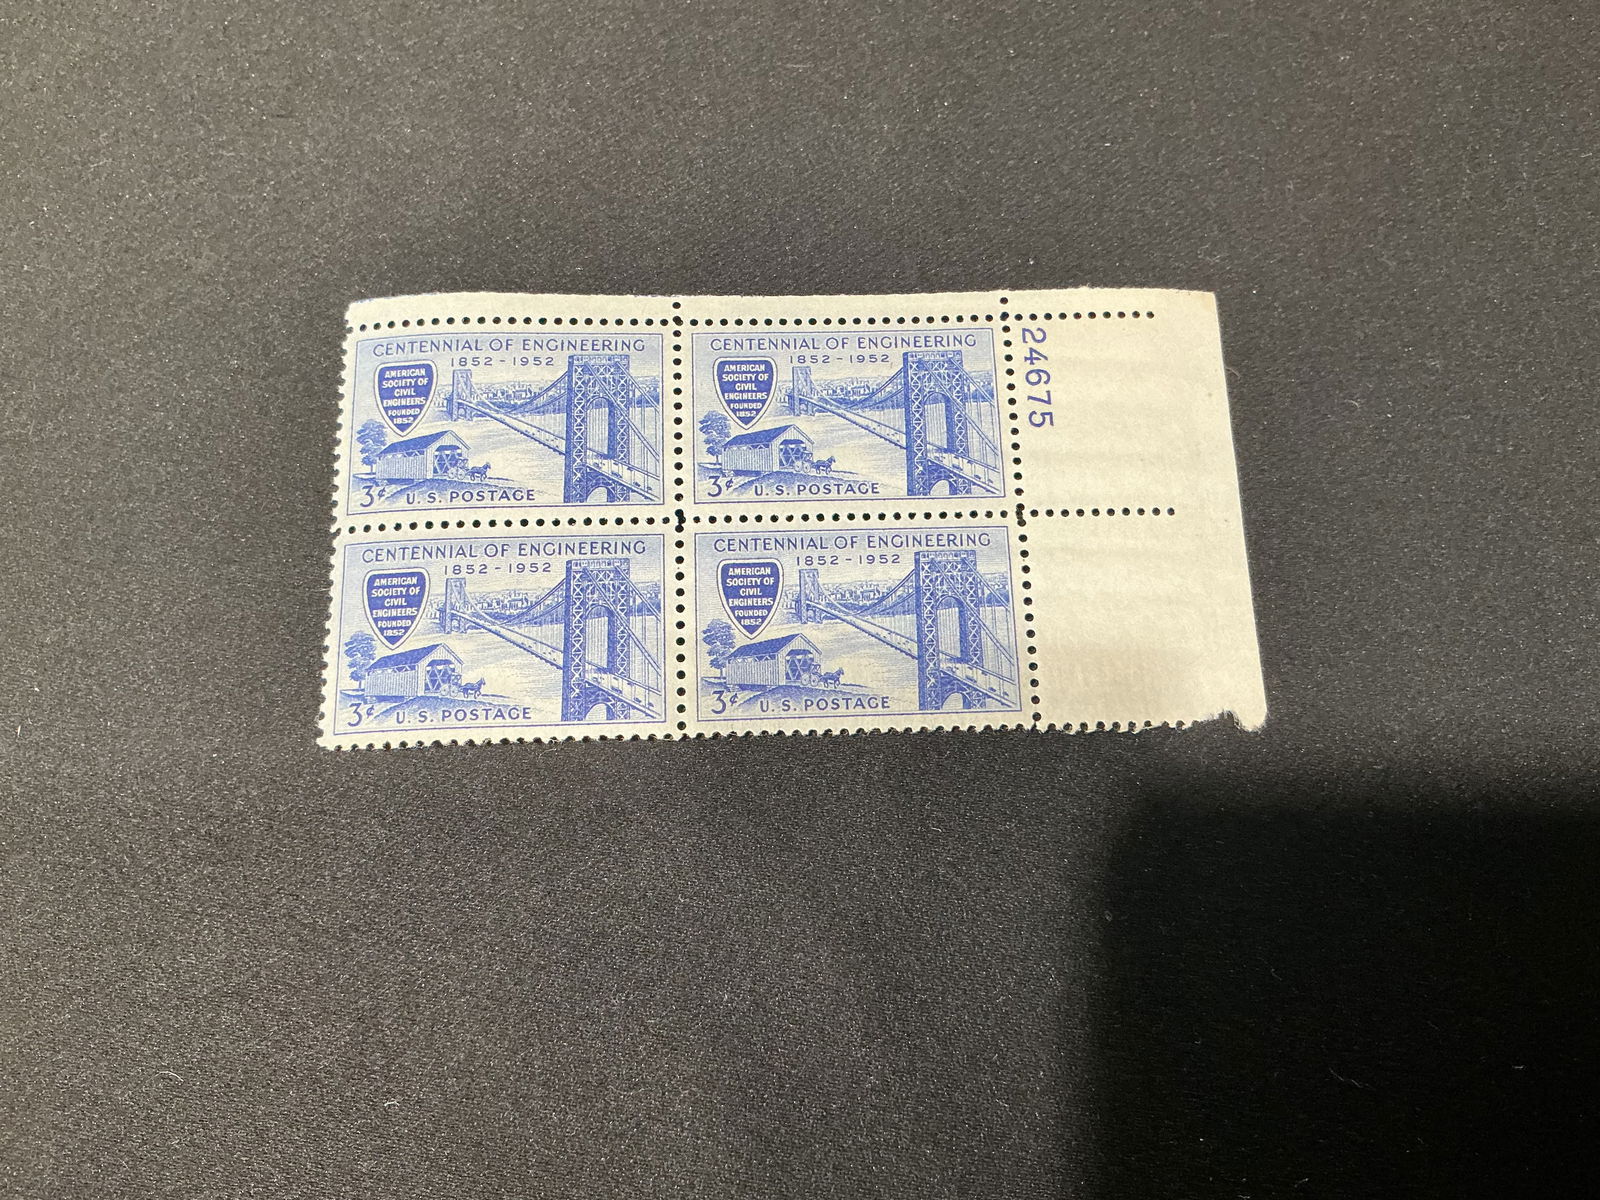 CENTENNIAL OF ENGINEERING
1852 - 1952
AMERICAN
SOCIETY OF
CIVIL
ENGINEERS
FOUNDED
1852
3¢ U.S. POSTAGE
CENTENNIAL OF ENGINEERING
1852 - 1952
AMERICAN
SOCIETY OF
CIVIL
ENGINEERS
FOUNDED
1852
3¢ U.S. POSTAGE
24675
CENTENNIAL OF ENGINEERING
1852 - 1952
AMERICAN
SOCIETY OF
CIVIL
ENGINEERS
FOUNDED
1852
3¢ U.S. POSTAGE
CENTENNIAL OF ENGINEERING
1852 - 1952
AMERICAN
SOCIETY OF
CIVIL
ENGINEERS
FOUNDED
1852
3¢ U.S. POSTAGE